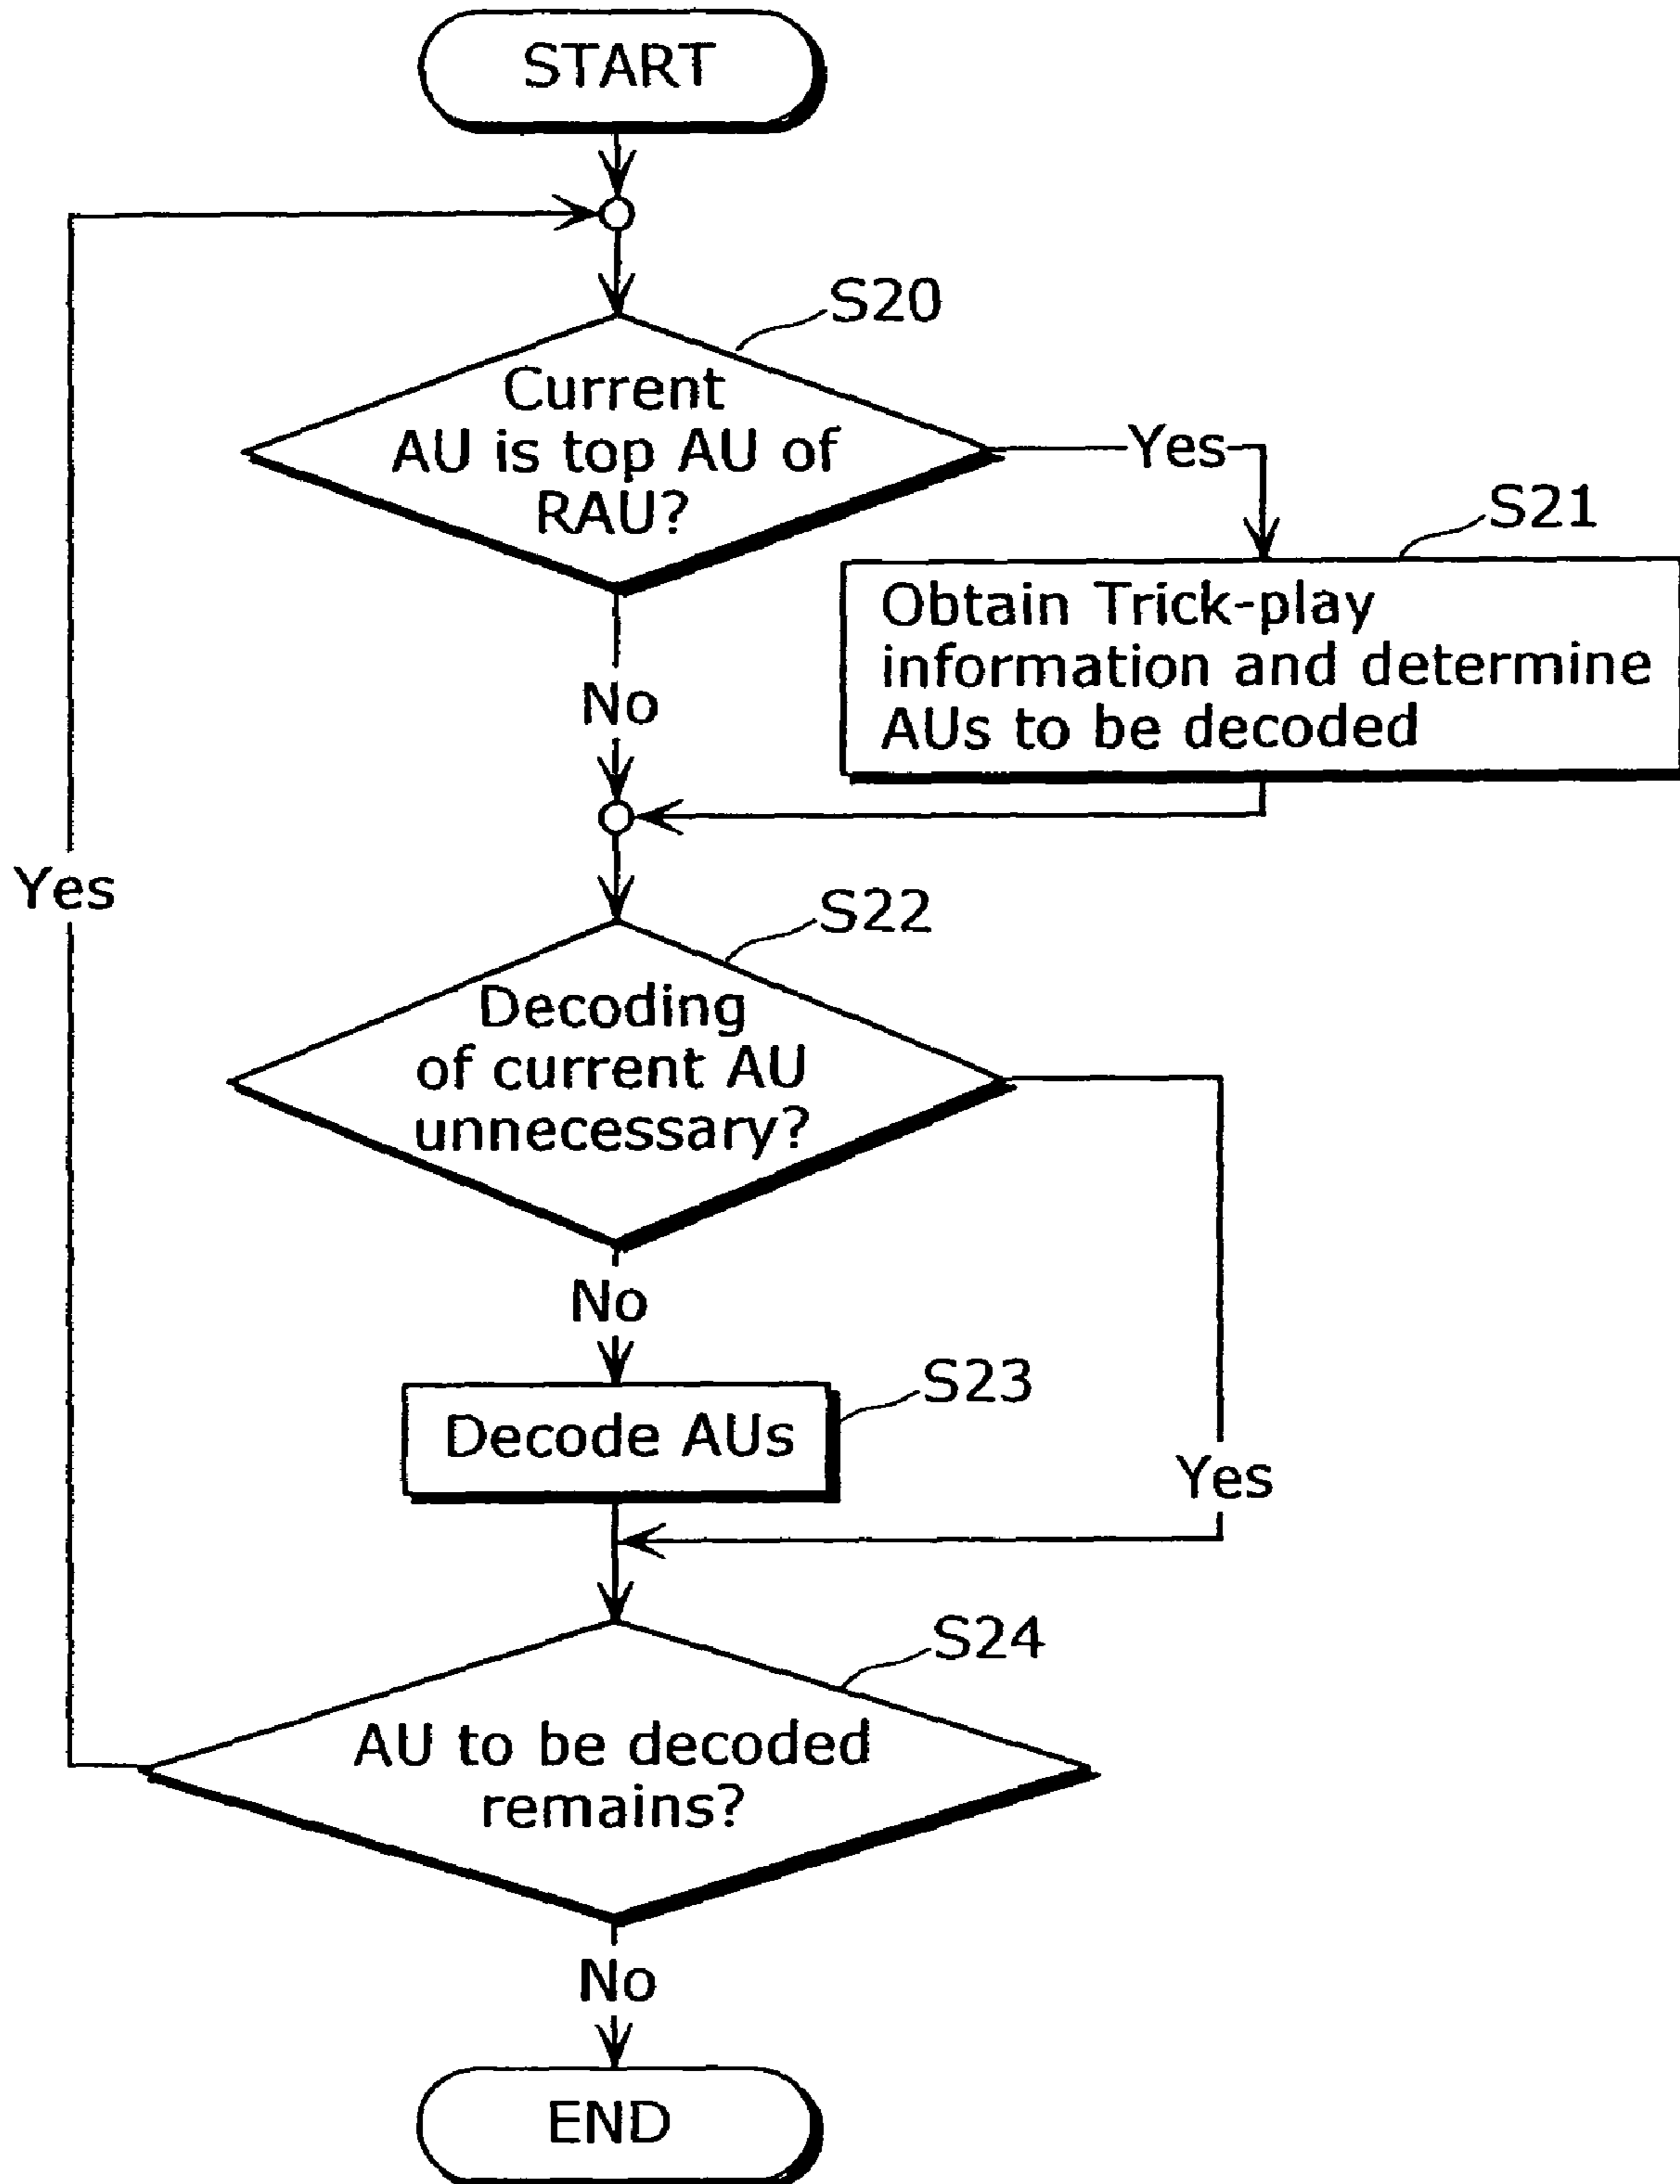 START
S20
Current
AU is top AU of
RAU?
Yes
S21
Obtain Trick-play
information and determine
AUs to be decoded
No
Yes
S22
Decoding
of current AU
unnecessary?
No
S23
Decode AUs
Yes
S24
AU to be decoded
remains?
No
END